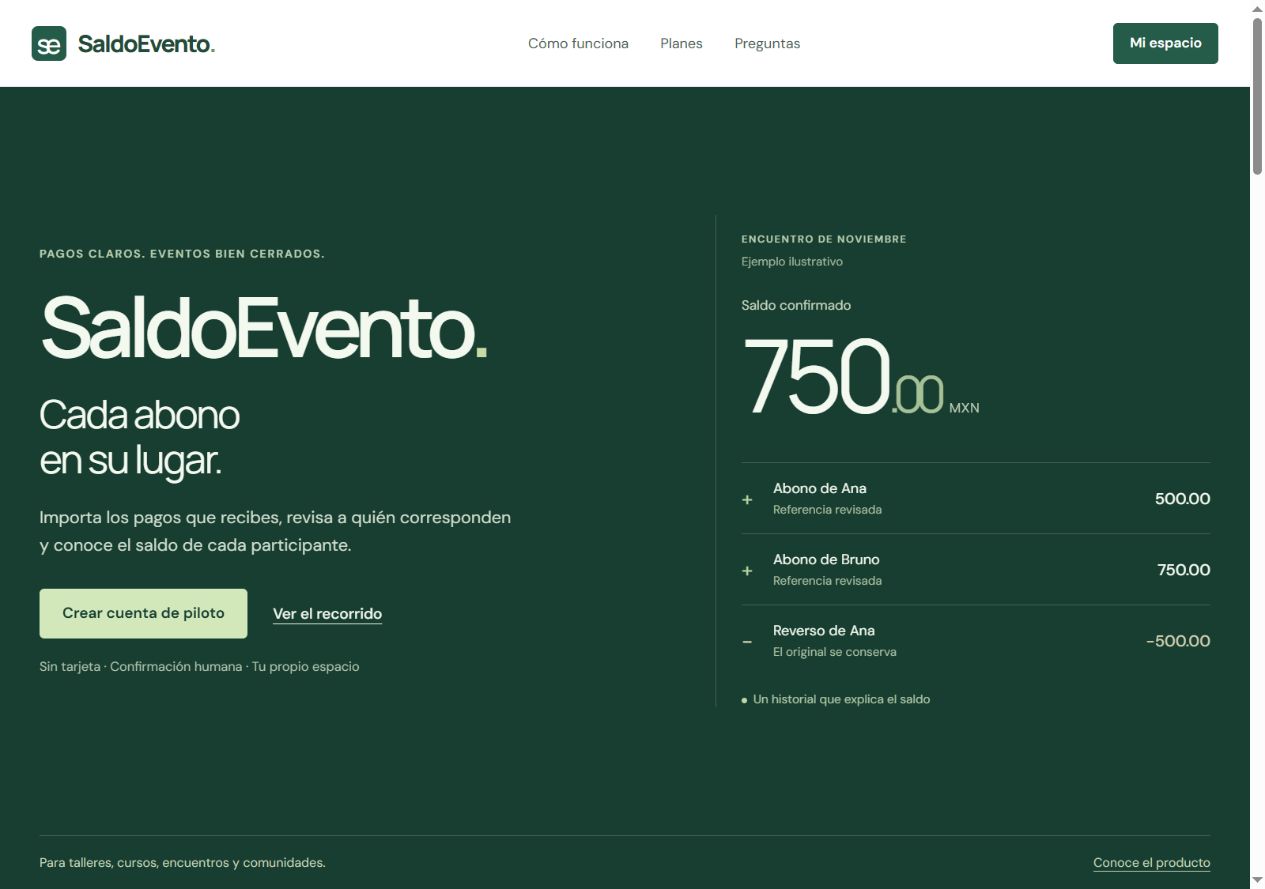 se SaldoEvento.
Cómo funciona
Planes
Preguntas
Mi espacio
PAGOS CLAROS. EVENTOS BIEN CERRADOS.
SaldoEvento.
Cada abono
en su lugar.
Importa los pagos que recibes, revisa a quién corresponden
y conoce el saldo de cada participante.
Crear cuenta de piloto
Ver el recorrido
Sin tarjeta · Confirmación humana · Tu propio espacio
ENCUENTRO DE NOVIEMBRE
Ejemplo ilustrativo
Saldo confirmado
750.00 MXN
+ Abono de Ana 500.00
Referencia revisada
+ Abono de Bruno 750.00
Referencia revisada
− Reverso de Ana −500.00
El original se conserva
Un historial que explica el saldo
Para talleres, cursos, encuentros y comunidades.
Conoce el producto